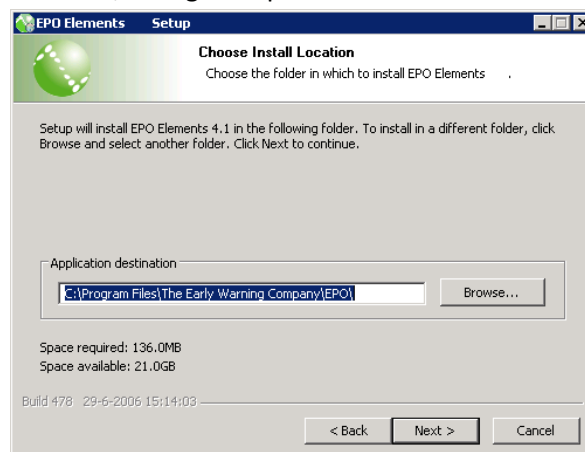 EPO Elements Setup
Choose Install Location
Choose the folder in which to install EPO Elements .
Setup will install EPO Elements 4.1 in the following folder. To install in a different folder, click
Browse and select another folder. Click Next to continue.
Application destination
C:\Program Files\The Early Warning Company\EPO\
Browse...
Space required: 136.0MB
Space available: 21.0GB
Build 478 29-6-2006 15:14:03
< Back Next > Cancel